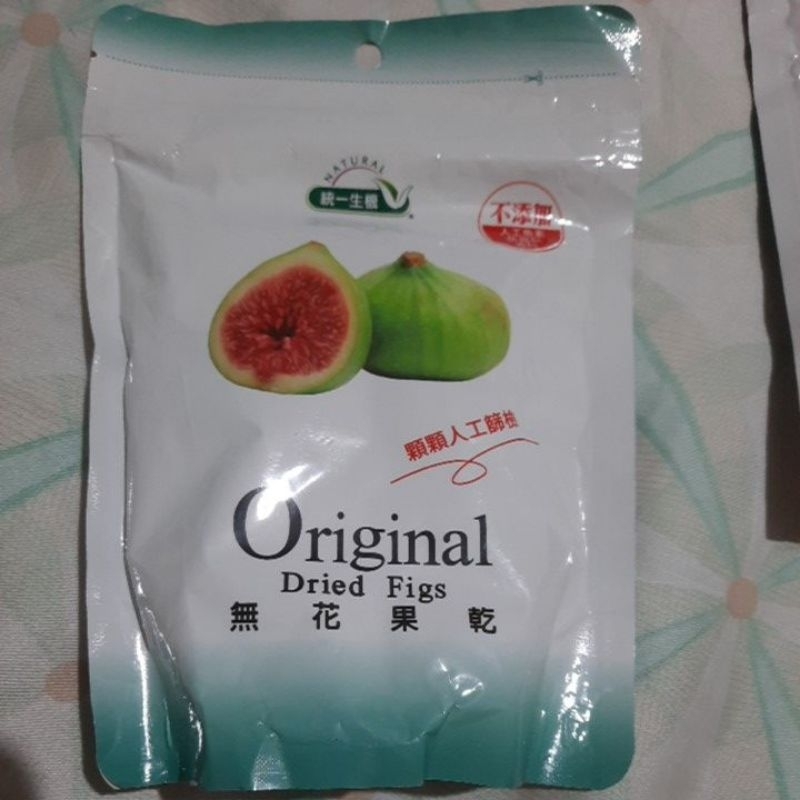 NATURAL
統一生機
不添加
顆顆人工篩檢
Original
Dried Figs
無花果乾